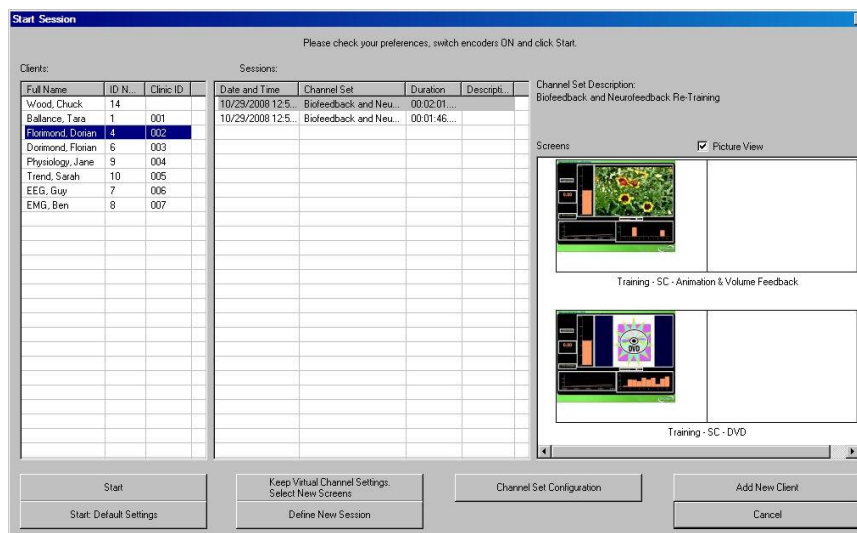 Start Session
Please check your preferences, switch encoders ON and click Start.
Clients:
Sessions:
Full Name ID N... Clinic ID
Wood, Chuck 14
Ballance, Tara 1 001
Florimond, Dorian 4 002
Dorimond, Florian 6 003
Physiology, Jane 9 004
Trend, Sarah 10 005
EEG, Guy 7 006
EMG, Ben 8 007
Date and Time Channel Set Duration Descripti...
10/29/2008 12:5... Biofeedback and Neu... 00:02:01....
10/29/2008 12:5... Biofeedback and Neu... 00:01:46....
Channel Set Description:
Biofeedback and Neurofeedback Re-Training
Screens Picture View
0.00
Training - SC - Animation & Volume Feedback
0.00
DVD
Training - SC - DVD
Start
Keep Virtual Channel Settings.
Select New Screens
Channel Set Configuration
Add New Client
Start: Default Settings
Define New Session
Cancel